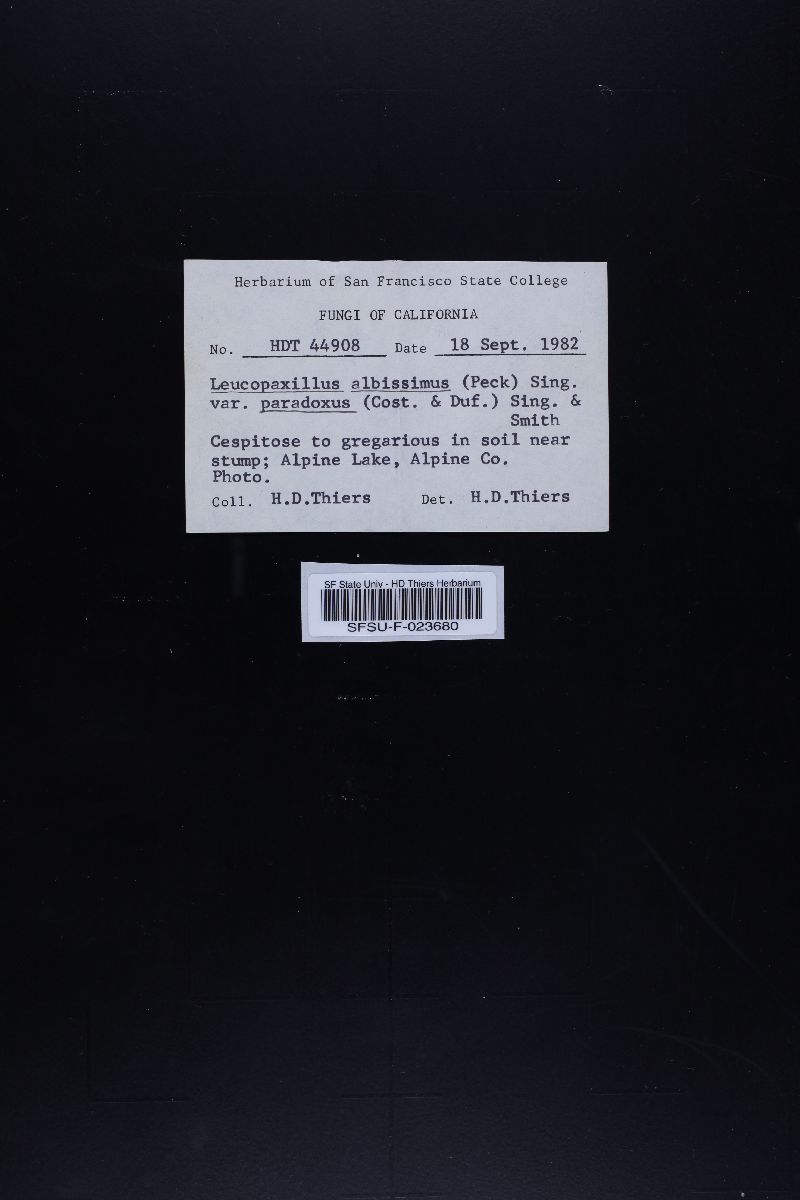 Herbarium of San Francisco State College
FUNGI OF CALIFORNIA
No. HDT 44908 Date 18 Sept. 1982
Leucopaxillus albissimus (Peck) Sing.
var. paradoxus (Cost. & Duf.) Sing. &
Smith
Cespitose to gregarious in soil near
stump; Alpine Lake, Alpine Co.
Photo.
Coll. H.D.Thiers Det. H.D.Thiers
SF State Univ - HD Thiers Herbarium
SFSU-F-023680